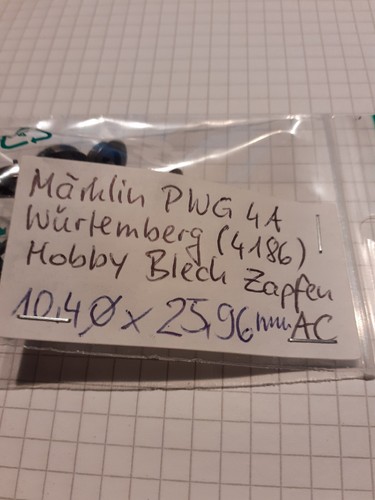 Märklin PWG 4A
Würtemberg (4186)
Hobby Blech Zapfen
10,4 Ø x 25,96 mm AC